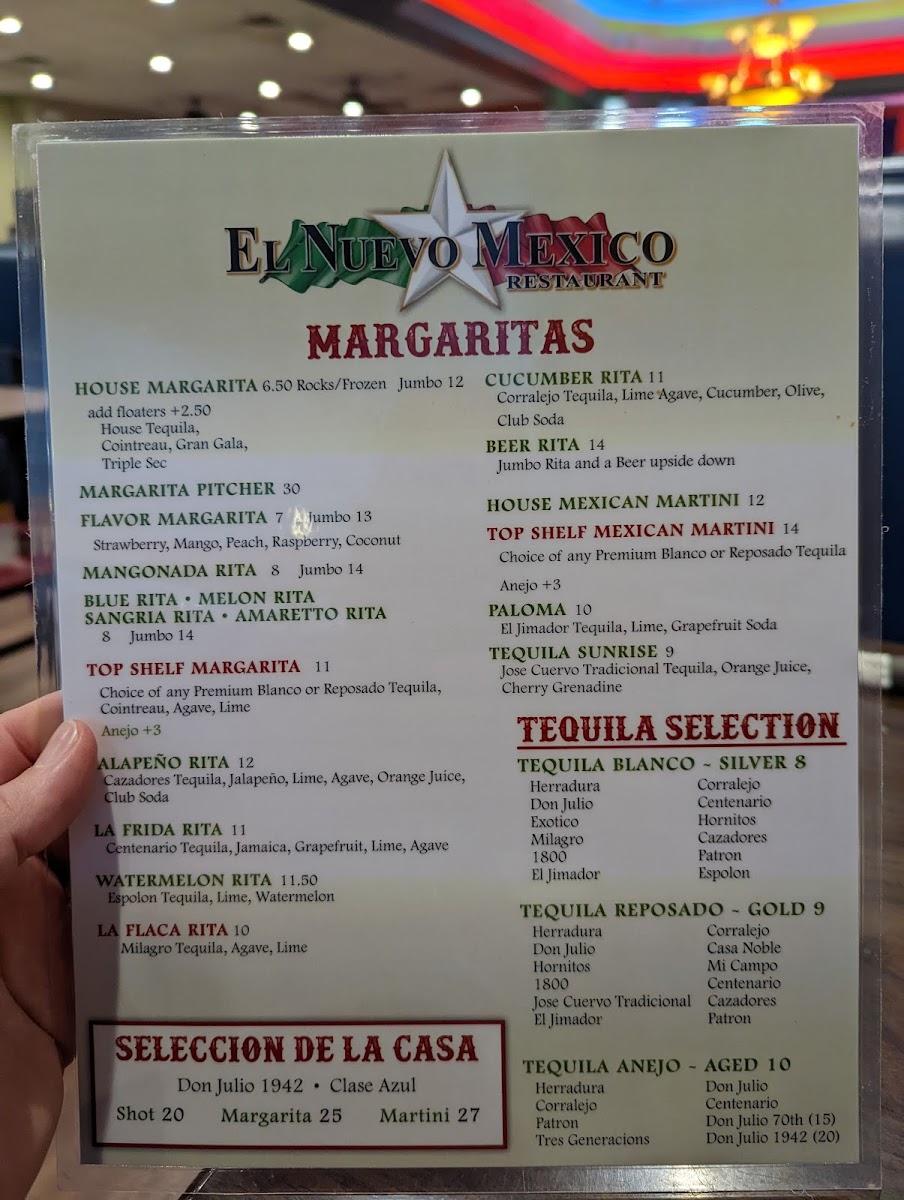 EL NUEVO MEXICO
RESTAURANT
MARGARITAS
HOUSE MARGARITA 6.50 Rocks/Frozen Jumbo 12
add floaters +2.50
House Tequila,
Cointreau, Gran Gala,
Triple Sec
MARGARITA PITCHER 30
FLAVOR MARGARITA 7 Jumbo 13
Strawberry, Mango, Peach, Raspberry, Coconut
MANGONADA RITA 8 Jumbo 14
BLUE RITA • MELON RITA
SANGRIA RITA • AMARETTO RITA
8 Jumbo 14
TOP SHELF MARGARITA 11
Choice of any Premium Blanco or Reposado Tequila,
Cointreau, Agave, Lime
Anejo +3
ALAPEÑO RITA 12
Cazadores Tequila, Jalapeño, Lime, Agave, Orange Juice,
Club Soda
LA FRIDA RITA 11
Centenario Tequila, Jamaica, Grapefruit, Lime, Agave
WATERMELON RITA 11.50
Espolon Tequila, Lime, Watermelon
LA FLACA RITA 10
Milagro Tequila, Agave, Lime
SELECCION DE LA CASA
Don Julio 1942 • Clase Azul
Shot 20 Margarita 25 Martini 27
CUCUMBER RITA 11
Corralejo Tequila, Lime Agave, Cucumber, Olive,
Club Soda
BEER RITA 14
Jumbo Rita and a Beer upside down
HOUSE MEXICAN MARTINI 12
TOP SHELF MEXICAN MARTINI 14
Choice of any Premium Blanco or Reposado Tequila
Anejo +3
PALOMA 10
El Jimador Tequila, Lime, Grapefruit Soda
TEQUILA SUNRISE 9
Jose Cuervo Tradicional Tequila, Orange Juice,
Cherry Grenadine
TEQUILA SELECTION
TEQUILA BLANCO ~ SILVER 8
Herradura Corralejo
Don Julio Centenario
Exotico Hornitos
Milagro Cazadores
1800 Patron
El Jimador Espolon
TEQUILA REPOSADO ~ GOLD 9
Herradura Corralejo
Don Julio Casa Noble
Hornitos Mi Campo
1800 Centenario
Jose Cuervo Tradicional Cazadores
El Jimador Patron
TEQUILA ANEJO ~ AGED 10
Herradura Don Julio
Corralejo Centenario
Patron Don Julio 70th (15)
Tres Generacions Don Julio 1942 (20)